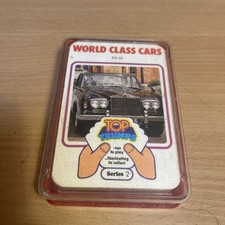 WORLD CLASS CARS
TOP
TRUMPS
...fun
to play
...fascinating
to collect
Series 2